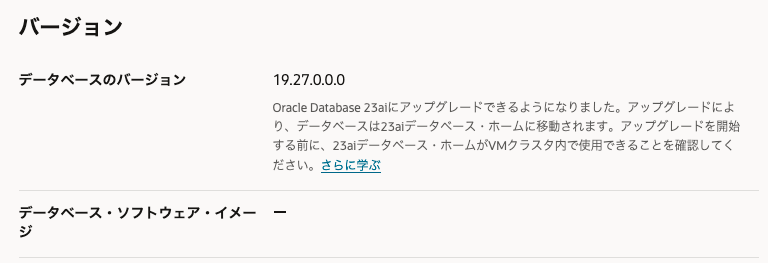 バージョン
データベースのバージョン
19.27.0.0.0
Oracle Database 23aiにアップグレードできるようになりました。アップグレードによ
り、データベースは23aiデータベース・ホームに移動されます。アップグレードを開始
する前に、23aiデータベース・ホームがVMクラスタ内で使用できることを確認してく
ださい。さらに学ぶ
データベース・ソフトウェア・イメー
ジ
—